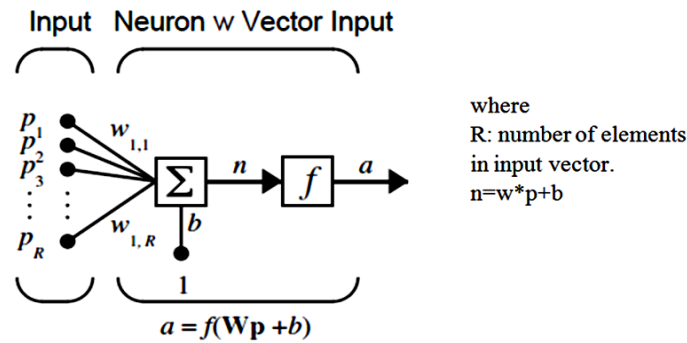 Input Neuron w Vector Input
p1
p2
p3
pR
w1,1
w1,R
Σ
n
f
a
b
1
a = f(Wp +b)
where
R: number of elements
in input vector.
n=w*p+b